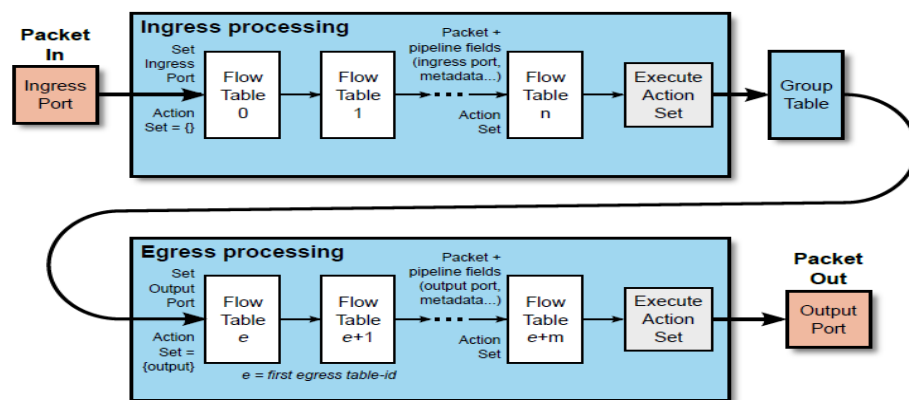 Ingress processing
Packet
In
Ingress
Port
Set
Ingress
Port
Action
Set = {}
Flow
Table
0
Flow
Table
1
Packet +
pipeline fields
(ingress port,
metadata...)
Action
Set
Flow
Table
n
Execute
Action
Set
Group
Table
Egress processing
Set
Output
Port
Action
Set =
{output}
Flow
Table
e
Flow
Table
e+1
e = first egress table-id
Packet +
pipeline fields
(output port,
metadata...)
Action
Set
Flow
Table
e+m
Execute
Action
Set
Packet
Out
Output
Port